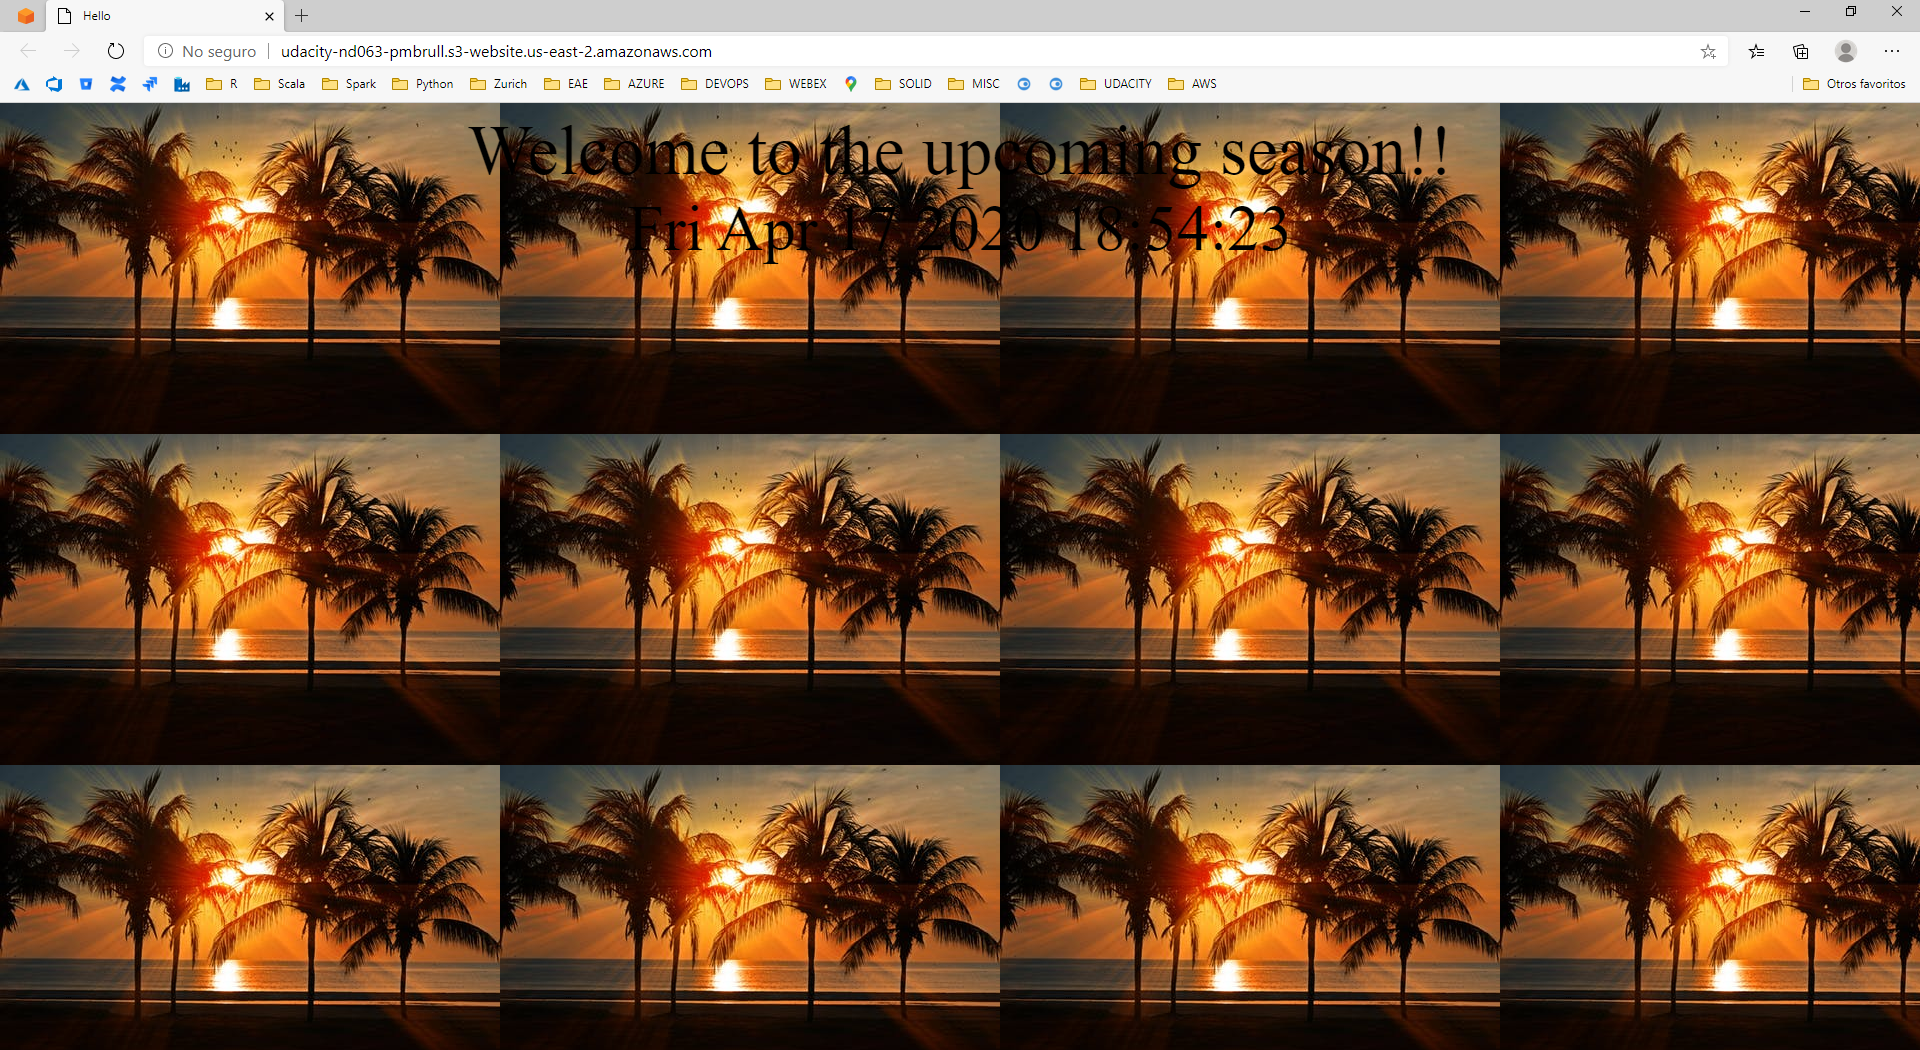 Hello
No seguro
udacity-nd063-pmbrull.s3-website.us-east-2.amazonaws.com
R Scala Spark Python Zurich EAE AZURE DEVOPS WEBEX SOLID MISC UDACITY AWS Otros favoritos
Welcome to the upcoming season!!
Fri Apr 17 2020 18:54:23